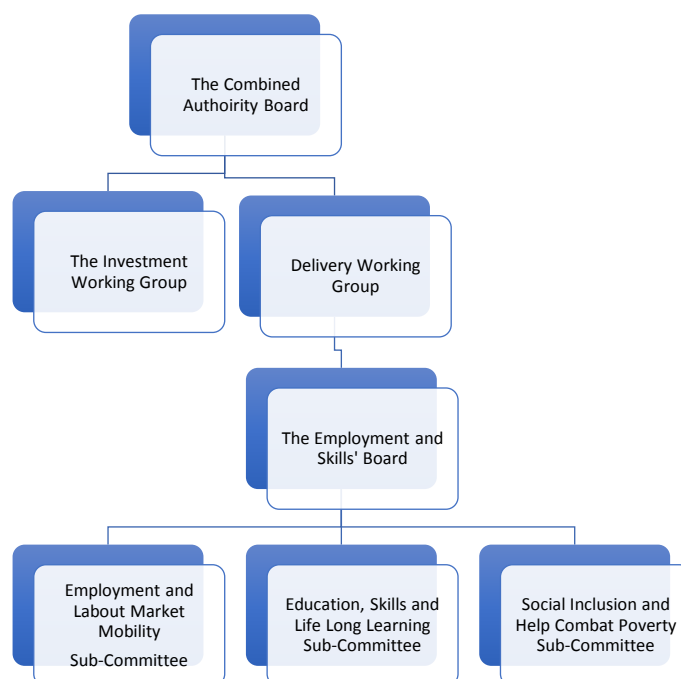 The Combined
Authoirity Board
The Investment
Working Group
Delivery Working
Group
The Employment and
Skills' Board
Employment and
Labout Market
Mobility
Sub-Committee
Education, Skills and
Life Long Learning
Sub-Committee
Social Inclusion and
Help Combat Poverty
Sub-Committee